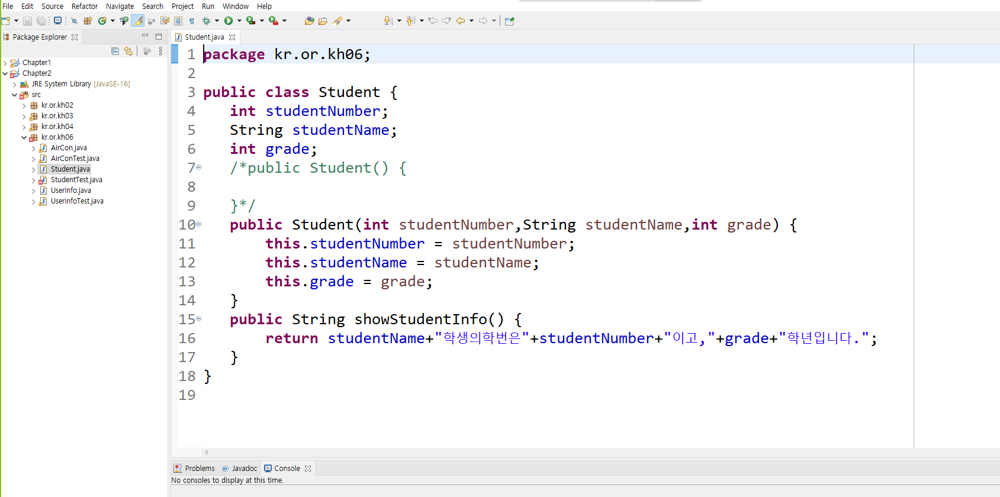 File Edit Source Refactor Navigate Search Project Run Window Help
Package Explorer
Student.java
Chapter1
Chapter2
JRE System Library [JavaSE-16]
src
kr.or.kh02
kr.or.kh03
kr.or.kh04
kr.or.kh06
AirCon.java
AirConTest.java
Student.java
StudentTest.java
UserInfo.java
UserInfoTest.java
1 package kr.or.kh06;
2
3 public class Student {
4 int studentNumber;
5 String studentName;
6 int grade;
7 /*public Student() {
8
9 }*/
10 public Student(int studentNumber,String studentName,int grade) {
11 this.studentNumber = studentNumber;
12 this.studentName = studentName;
13 this.grade = grade;
14 }
15 public String showStudentInfo() {
16 return studentName+"학생의학번은"+studentNumber+"이고,"+grade+"학년입니다.";
17 }
18 }
19
Problems @ Javadoc Console
No consoles to display at this time.